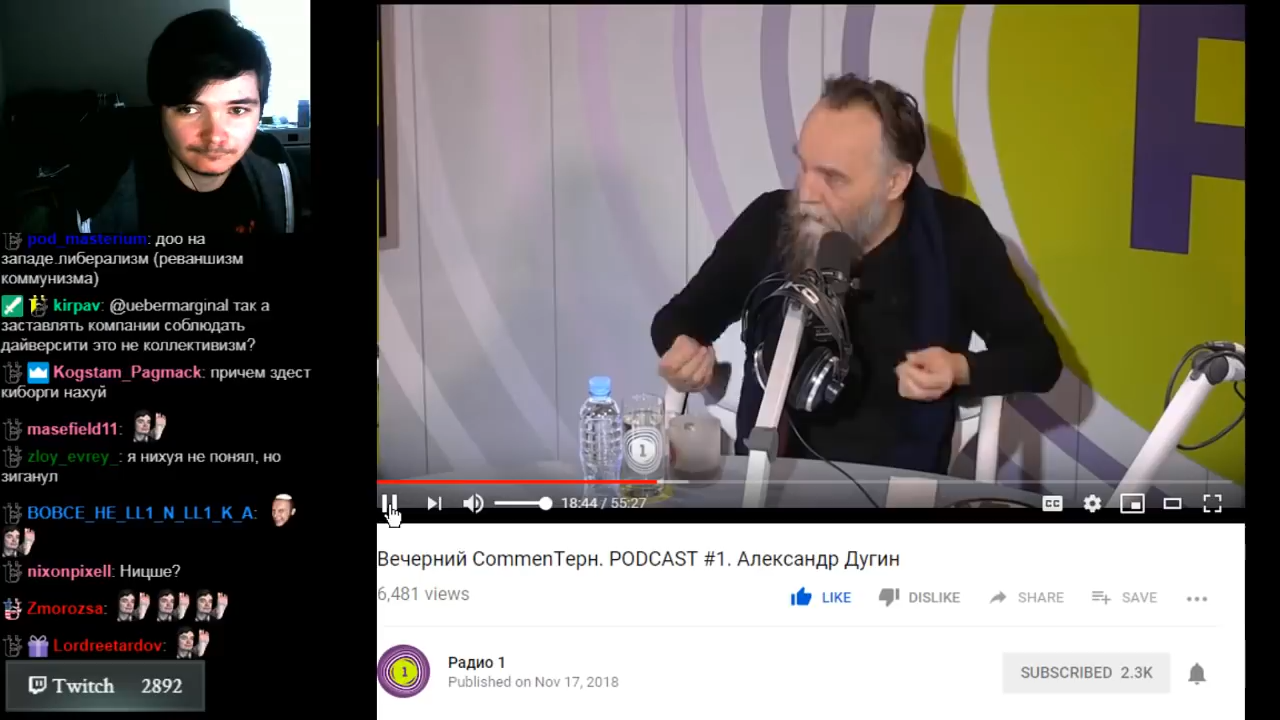 pod_masterium: доо на
западе либерализм (реваншизм
коммунизма)
kirpav: @uebermarginal так а
заставлять компании соблюдать
дайверсити это не коллективизм?
Kogstam_Pagmack: причем здест
киборги нахуй
masefield11:
zloy_evrey_: я нихуя не понял, но
зиганул
BOBCE_HE_LL1_N_LL1_K_A:
nixonpixell: Ницше?
Zmorozsa:
Lordreetardov:
Twitch 2892
1
18:44 / 55:27
CC
Вечерний CommenТерн. PODCAST #1. Александр Дугин
6,481 views
LIKE DISLIKE SHARE SAVE
1
Радио 1
Published on Nov 17, 2018
SUBSCRIBED 2.3K